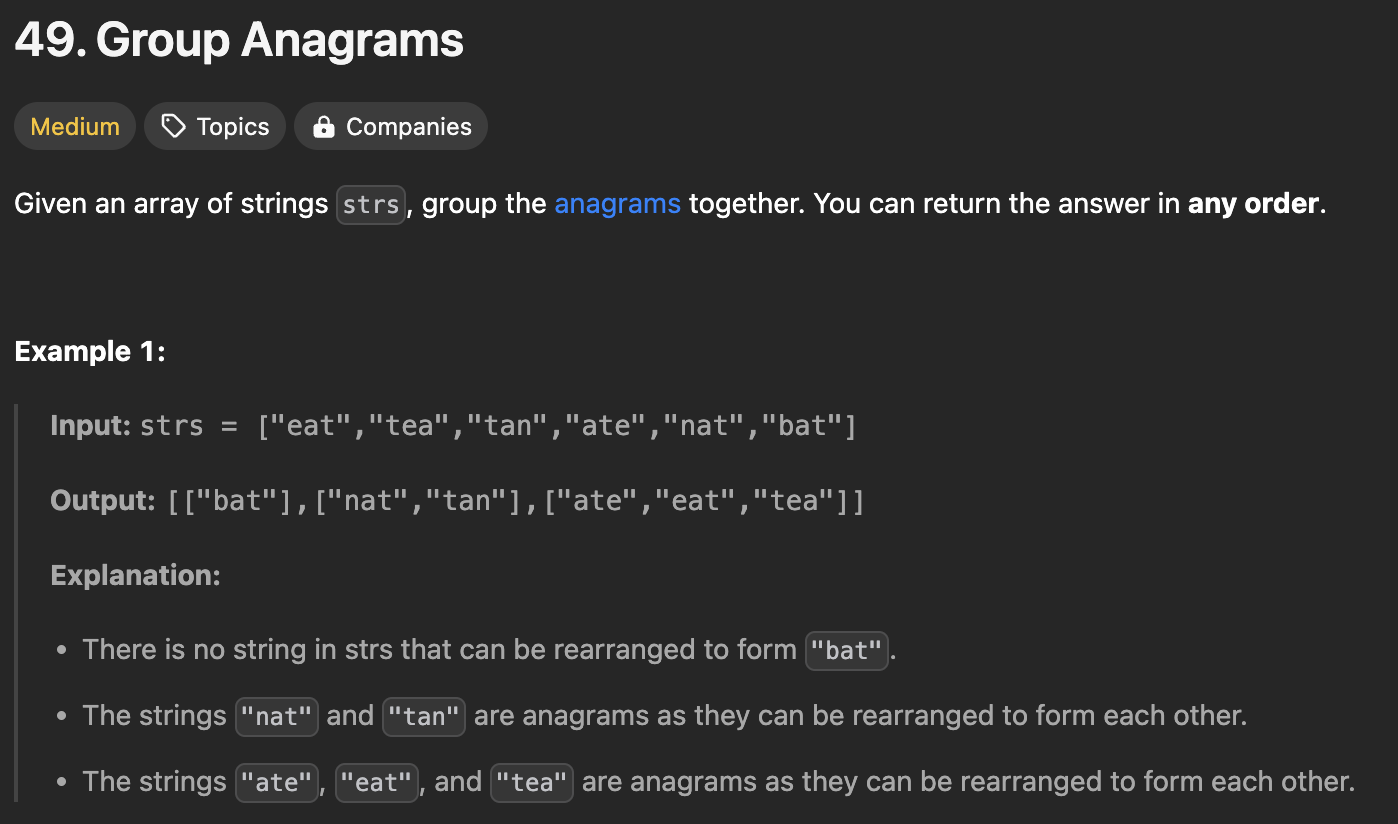 49. Group Anagrams
Medium Topics Companies
Given an array of strings strs, group the anagrams together. You can return the answer in any order.
Example 1:
Input: strs = ["eat","tea","tan","ate","nat","bat"]
Output: [["bat"],["nat","tan"],["ate","eat","tea"]]
Explanation:
• There is no string in strs that can be rearranged to form "bat".
• The strings "nat" and "tan" are anagrams as they can be rearranged to form each other.
• The strings "ate", "eat", and "tea" are anagrams as they can be rearranged to form each other.